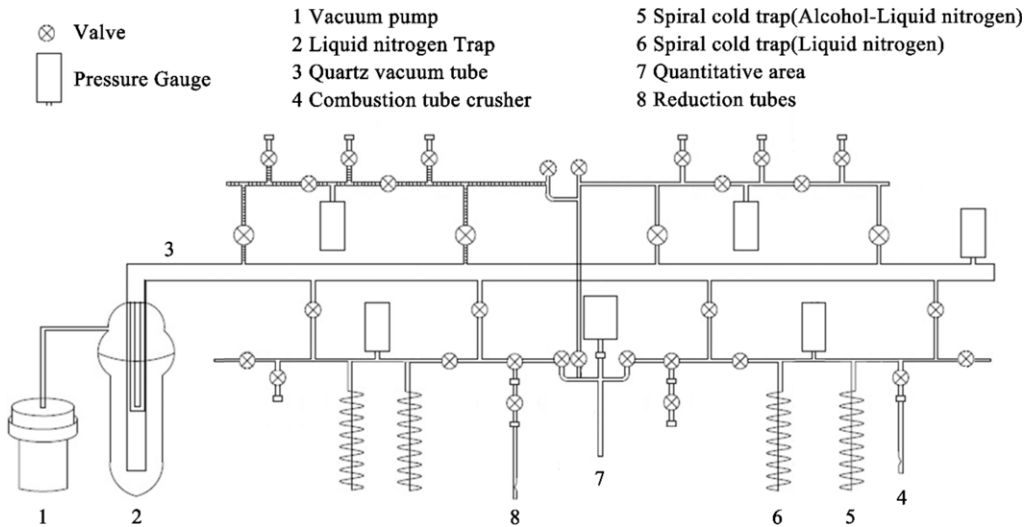 Valve
Pressure Gauge
1 Vacuum pump
2 Liquid nitrogen Trap
3 Quartz vacuum tube
4 Combustion tube crusher
5 Spiral cold trap(Alcohol-Liquid nitrogen)
6 Spiral cold trap(Liquid nitrogen)
7 Quantitative area
8 Reduction tubes
3
7
4
1
2
8
6
5